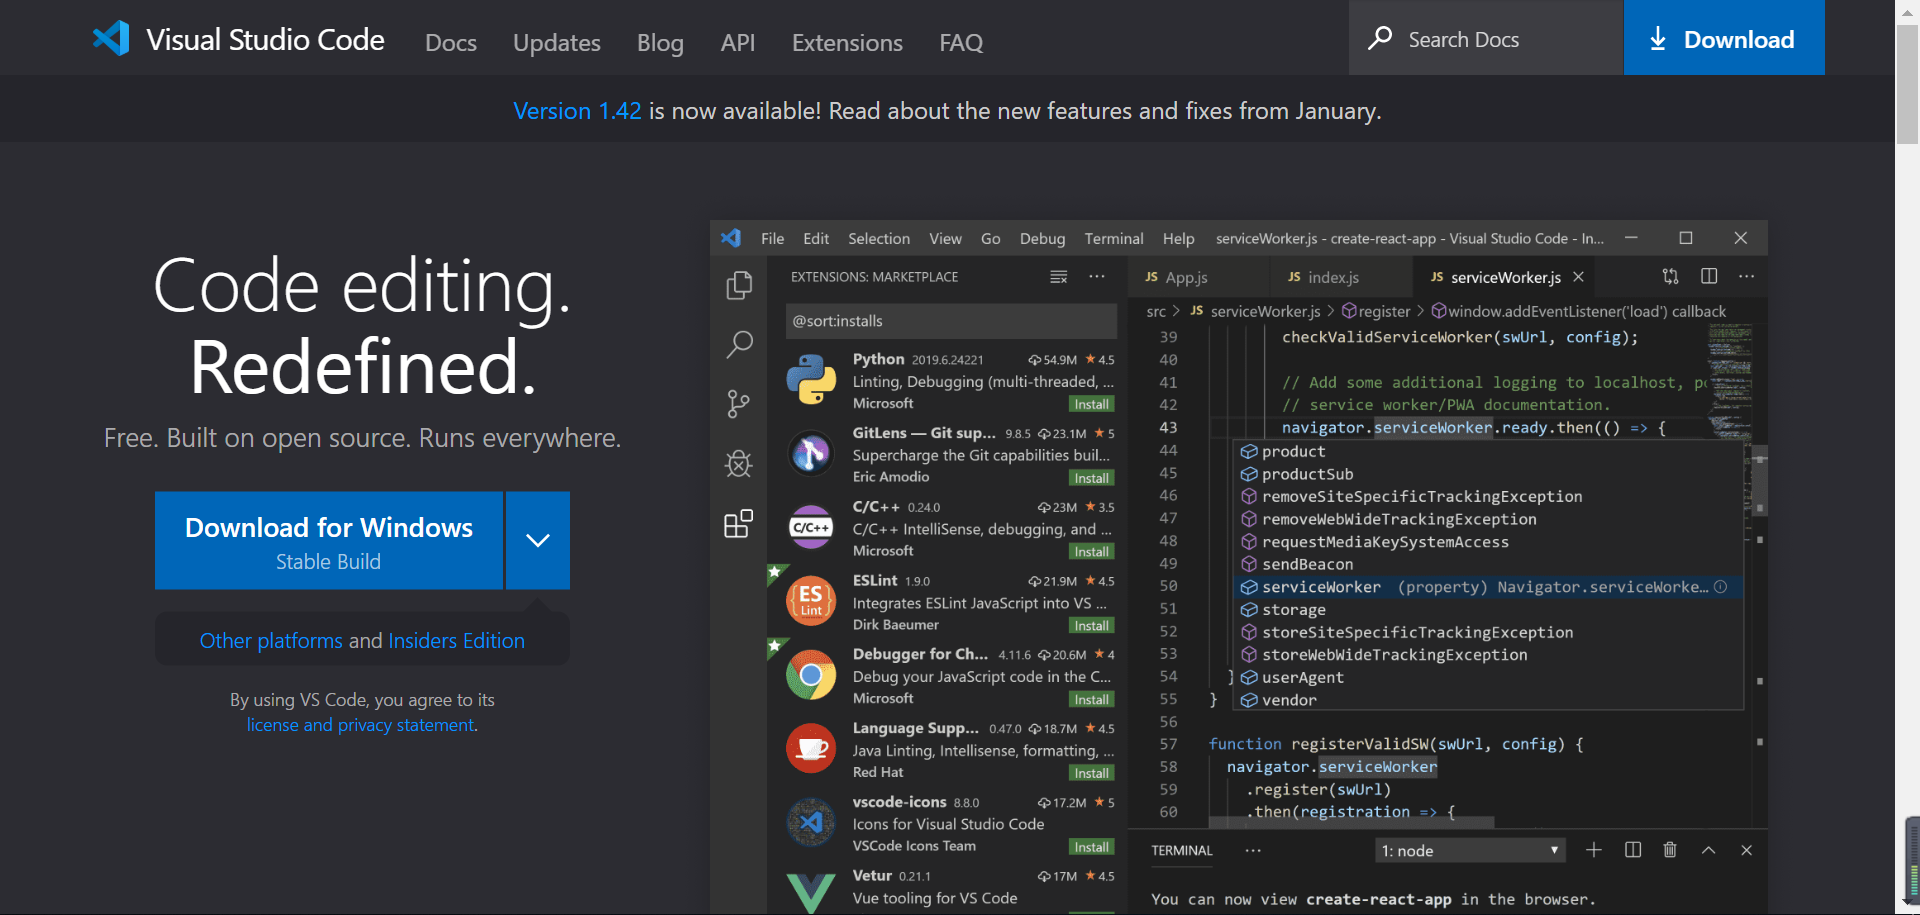 Visual Studio Code Docs Updates Blog API Extensions FAQ Search Docs Download
Version 1.42 is now available! Read about the new features and fixes from January.
Code editing.
Redefined.
Free. Built on open source. Runs everywhere.
Download for Windows
Stable Build
Other platforms and Insiders Edition
By using VS Code, you agree to its
license and privacy statement.
File Edit Selection View Go Debug Terminal Help serviceWorker.js - create-react-app - Visual Studio Code - In...
EXTENSIONS: MARKETPLACE ...
@sort:installs
Python 2019.6.24221 54.9M ★ 4.5
Linting, Debugging (multi-threaded, ...
Microsoft Install
GitLens — Git sup... 9.8.5 23.1M ★ 5
Supercharge the Git capabilities buil...
Eric Amodio Install
C/C++
C/C++ 0.24.0 23M ★ 3.5
C/C++ IntelliSense, debugging, and ...
Microsoft Install
ES
Lint
ESLint 1.9.0 21.9M ★ 4.5
Integrates ESLint JavaScript into VS ...
Dirk Baeumer Install
Debugger for Ch... 4.11.6 20.6M ★ 4
Debug your JavaScript code in the C...
Microsoft Install
Language Supp... 0.47.0 18.7M ★ 4.5
Java Linting, Intellisense, formatting, ...
Red Hat Install
vscode-icons 8.8.0 17.2M ★ 5
Icons for Visual Studio Code
VSCode Icons Team Install
Vetur 0.21.1 17M ★ 4.5
Vue tooling for VS Code
JS App.js JS index.js JS serviceWorker.js ...
src > JS serviceWorker.js > register > window.addEventListener('load') callback
39 checkValidServiceWorker(swUrl, config);
40
41 // Add some additional logging to localhost, po
42 // service worker/PWA documentation.
43 navigator.serviceWorker.ready.then(() => {
44 product
45 productSub
46 removeSiteSpecificTrackingException
47 removeWebWideTrackingException
48 requestMediaKeySystemAccess
49 sendBeacon
50 serviceWorker (property) Navigator.serviceWorke...
51 storage
52 storeSiteSpecificTrackingException
53 storeWebWideTrackingException
54 } userAgent
55 } vendor
56
57 function registerValidSW(swUrl, config) {
58 navigator.serviceWorker
59 .register(swUrl)
60 .then(registration => {
TERMINAL ... 1: node
You can now view create-react-app in the browser.